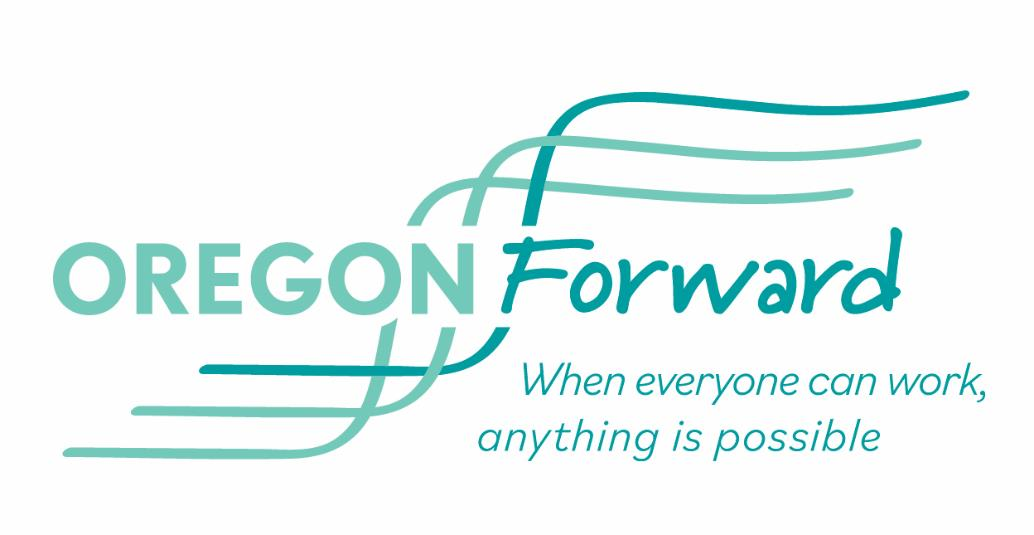 OREGON Forward
When everyone can work,
anything is possible